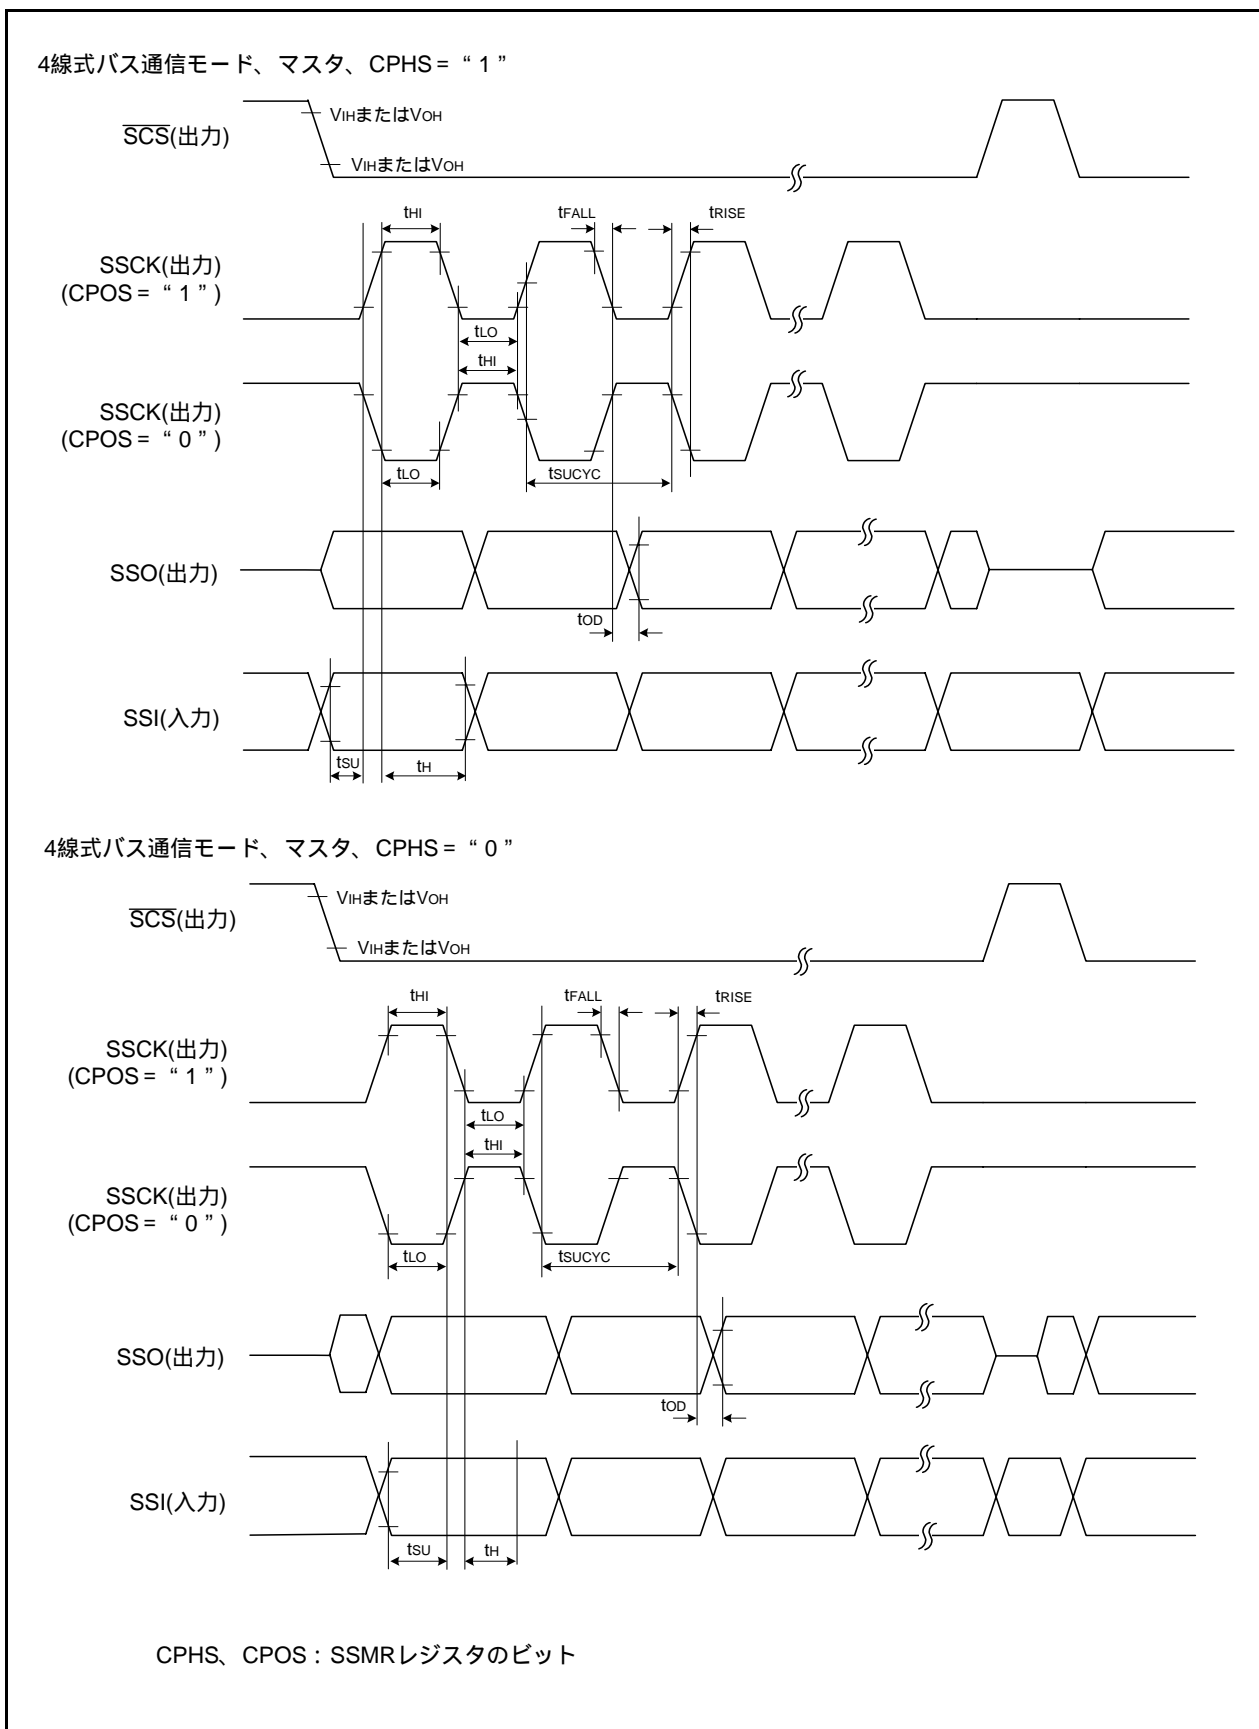 4線式バス通信モード、マスタ、CPHS = “ 1 ”
VIHまたはVOH
SCS(出力)
VIHまたはVOH
tHI
tFALL
tRISE
SSCK(出力)
(CPOS = “ 1 ”)
tLO
tHI
SSCK(出力)
(CPOS = “ 0 ”)
tLO
tSUCYC
SSO(出力)
tOD
SSI(入力)
tSU
tH
4線式バス通信モード、マスタ、CPHS = “ 0 ”
VIHまたはVOH
SCS(出力)
VIHまたはVOH
tHI
tFALL
tRISE
SSCK(出力)
(CPOS = “ 1 ”)
tLO
tHI
SSCK(出力)
(CPOS = “ 0 ”)
tLO
tSUCYC
SSO(出力)
tOD
SSI(入力)
tSU
tH
CPHS、CPOS : SSMRレジスタのビット